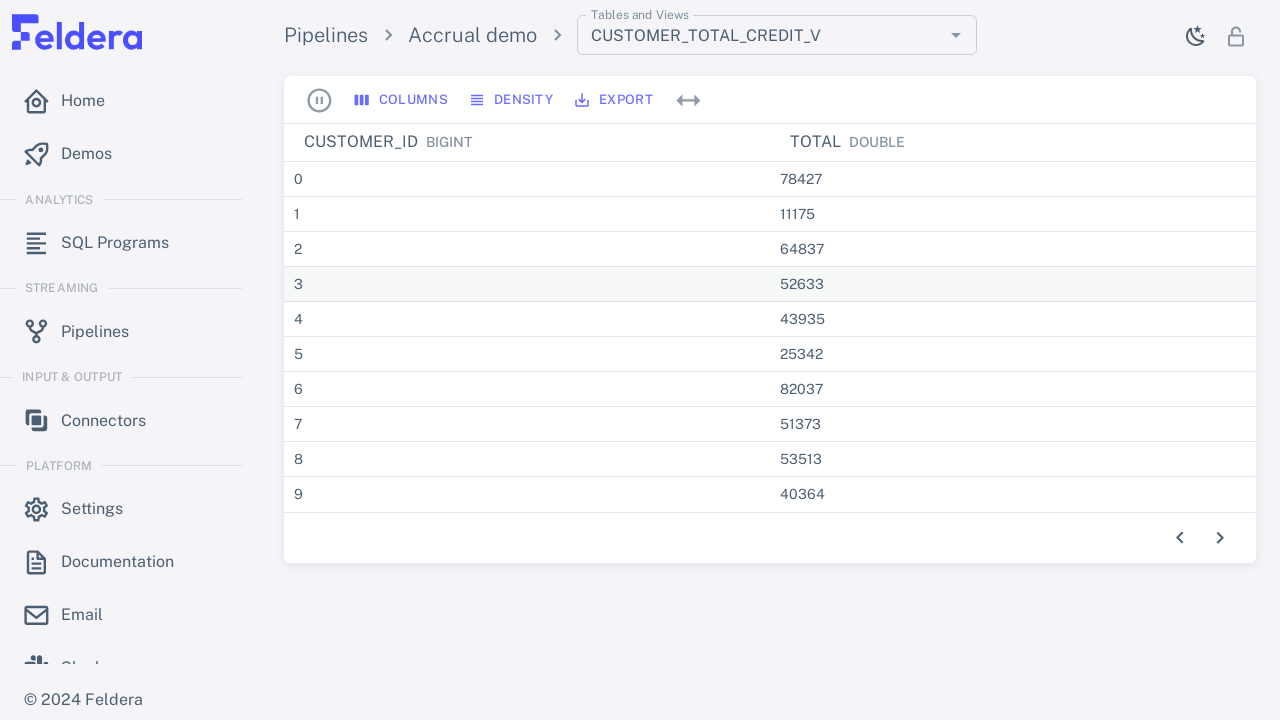 Feldera
Home
Demos
ANALYTICS
SQL Programs
STREAMING
Pipelines
INPUT & OUTPUT
Connectors
PLATFORM
Settings
Documentation
Email
© 2024 Feldera
Pipelines > Accrual demo >
Tables and Views
CUSTOMER_TOTAL_CREDIT_V
COLUMNS DENSITY EXPORT
CUSTOMER_ID BIGINT TOTAL DOUBLE
0 78427
1 11175
2 64837
3 52633
4 43935
5 25342
6 82037
7 51373
8 53513
9 40364